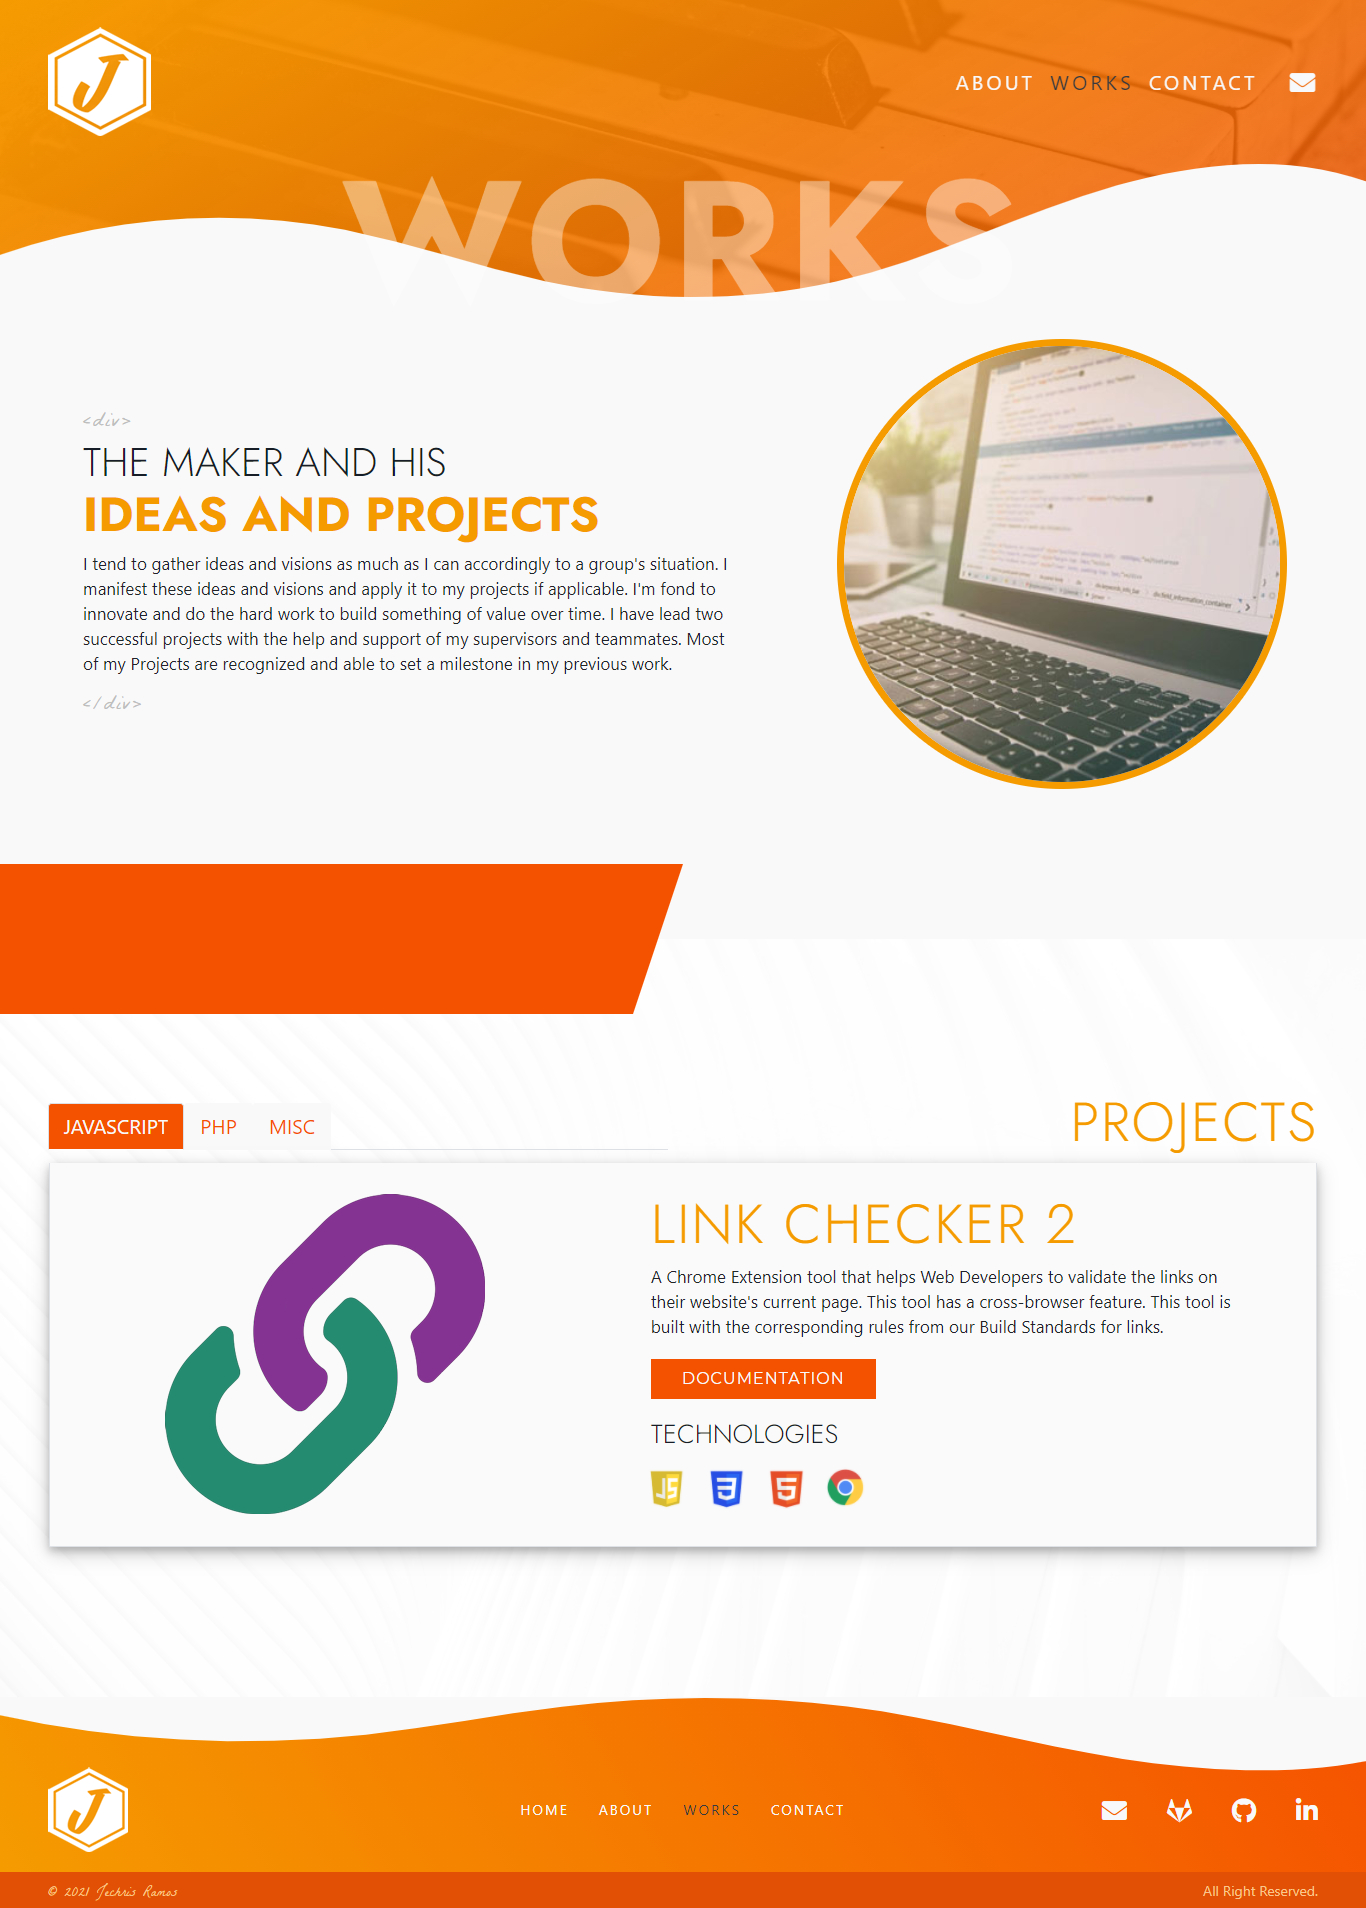 J
ABOUT WORKS CONTACT
WORKS
<div>
THE MAKER AND HIS
IDEAS AND PROJECTS
I tend to gather ideas and visions as much as I can accordingly to a group's situation. I
manifest these ideas and visions and apply it to my projects if applicable. I'm fond to
innovate and do the hard work to build something of value over time. I have lead two
successful projects with the help and support of my supervisors and teammates. Most
of my Projects are recognized and able to set a milestone in my previous work.
</div>
JAVASCRIPT PHP MISC
PROJECTS
LINK CHECKER 2
A Chrome Extension tool that helps Web Developers to validate the links on
their website's current page. This tool has a cross-browser feature. This tool is
built with the corresponding rules from our Build Standards for links.
DOCUMENTATION
TECHNOLOGIES
JS 3 5
J
HOME ABOUT WORKS CONTACT
in
© 2021 Jechris Ramos
All Right Reserved.